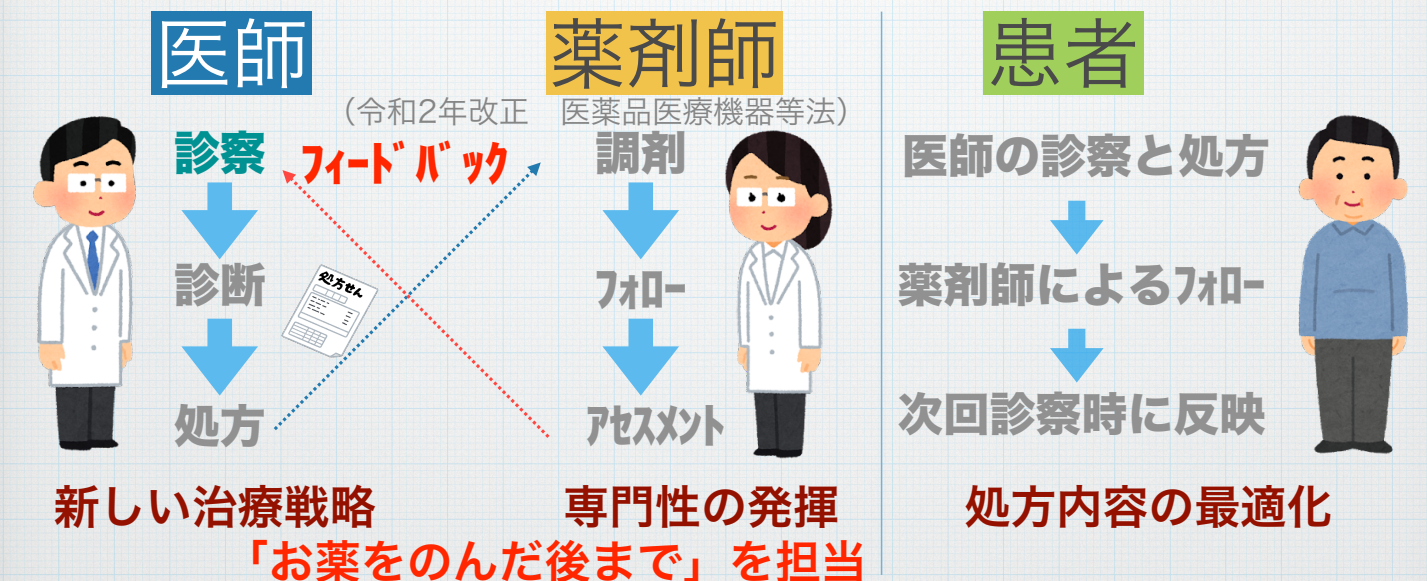 医師
薬剤師
患者
(令和2年改正　医薬品医療機器等法)
診察
フィードバック
調剤
医師の診察と処方
診断
処方せん
フォロー
薬剤師によるフォロー
処方
アセスメント
次回診察時に反映
新しい治療戦略
専門性の発揮
処方内容の最適化
「お薬をのんだ後まで」を担当